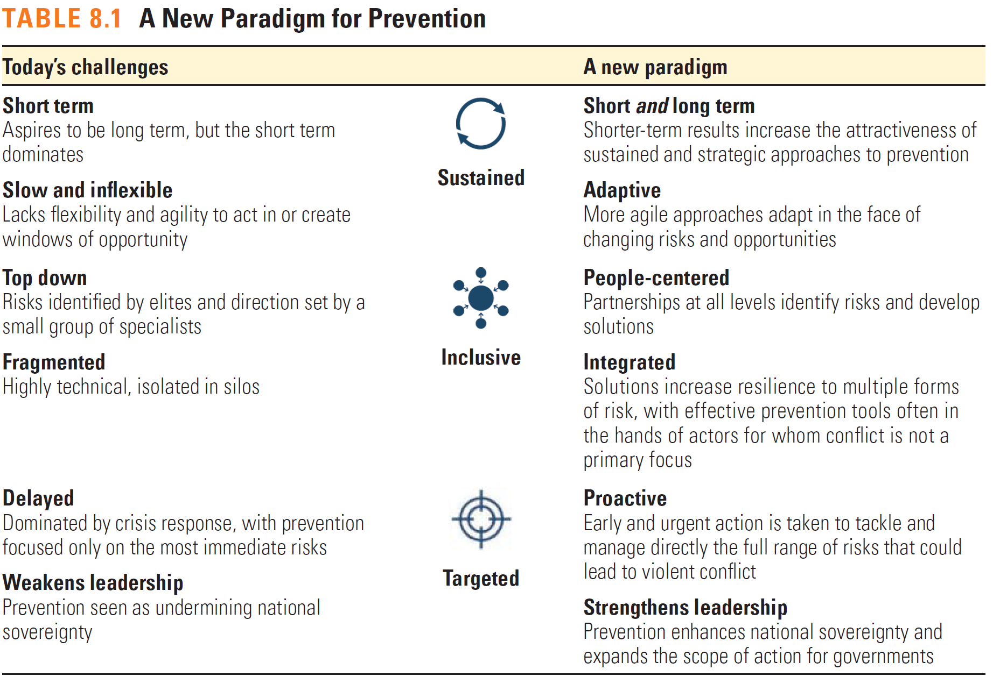 TABLE 8.1 A New Paradigm for Prevention
Today's challenges
A new paradigm
Short term
Aspires to be long term, but the short term
dominates
Slow and inflexible
Lacks flexibility and agility to act in or create
windows of opportunity
Sustained
Short and long term
Shorter-term results increase the attractiveness of
sustained and strategic approaches to prevention
Adaptive
More agile approaches adapt in the face of
changing risks and opportunities
Top down
Risks identified by elites and direction set by a
small group of specialists
Fragmented
Highly technical, isolated in silos
Inclusive
People-centered
Partnerships at all levels identify risks and develop
solutions
Integrated
Solutions increase resilience to multiple forms
of risk, with effective prevention tools often in
the hands of actors for whom conflict is not a
primary focus
Delayed
Dominated by crisis response, with prevention
focused only on the most immediate risks
Weakens leadership
Prevention seen as undermining national
sovereignty
Targeted
Proactive
Early and urgent action is taken to tackle and
manage directly the full range of risks that could
lead to violent conflict
Strengthens leadership
Prevention enhances national sovereignty and
expands the scope of action for governments